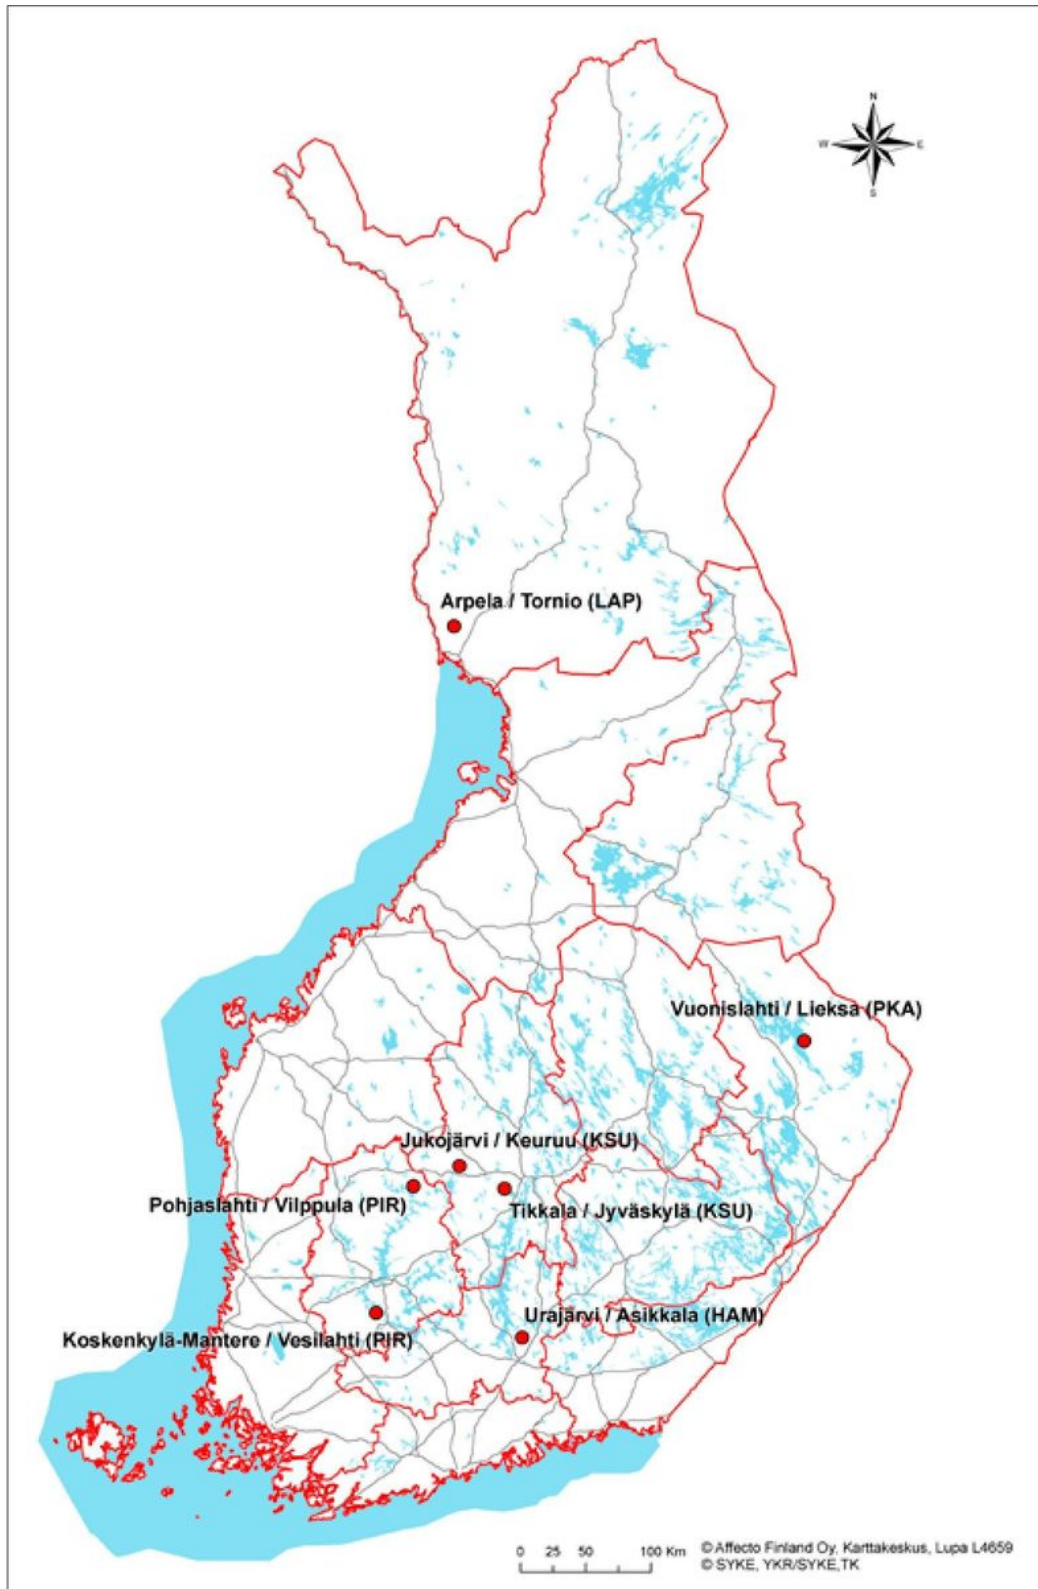 N
W E
S
Arpela / Tornio (LAP)
Vuonislahti / Lieksa (PKA)
Jukojärvi / Keuruu (KSU)
Pohjaslahti / Vilppula (PIR)
Tikkala / Jyväskylä (KSU)
Urajärvi / Asikkala (HAM)
Koskenkylä-Mantere / Vesilahti (PIR)
0 25 50 100 Km
© Affecto Finland Oy, Karttakeskus, Lupa L4659
© SYKE, YKR/SYKE,TK